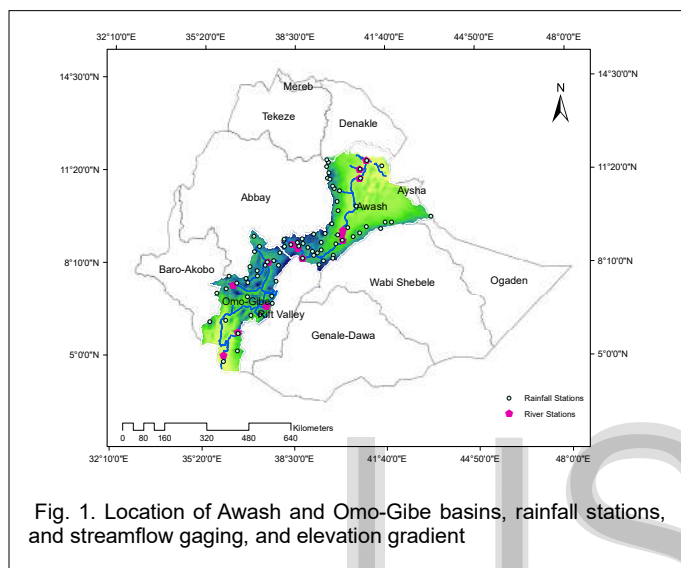 32°10'0"E 35°20'0"E 38°30'0"E 41°40'0"E 44°50'0"E 48°0'0"E
14°30'0"N 14°30'0"N
Mereb
N
Tekeze
Denakle
11°20'0"N 11°20'0"N
Aysha
Abbay
Awash
8°10'0"N 8°10'0"N
Baro-Akobo
Wabi Shebele
Ogaden
Omo-Gibe
Rift Valley
Genale-Dawa
5°0'0"N 5°0'0"N
Rainfall Stations
River Stations
Kilometers
0 80 160 320 480 640
32°10'0"E 35°20'0"E 38°30'0"E 41°40'0"E 44°50'0"E 48°0'0"E
Fig. 1. Location of Awash and Omo-Gibe basins, rainfall stations,
and streamflow gaging, and elevation gradient